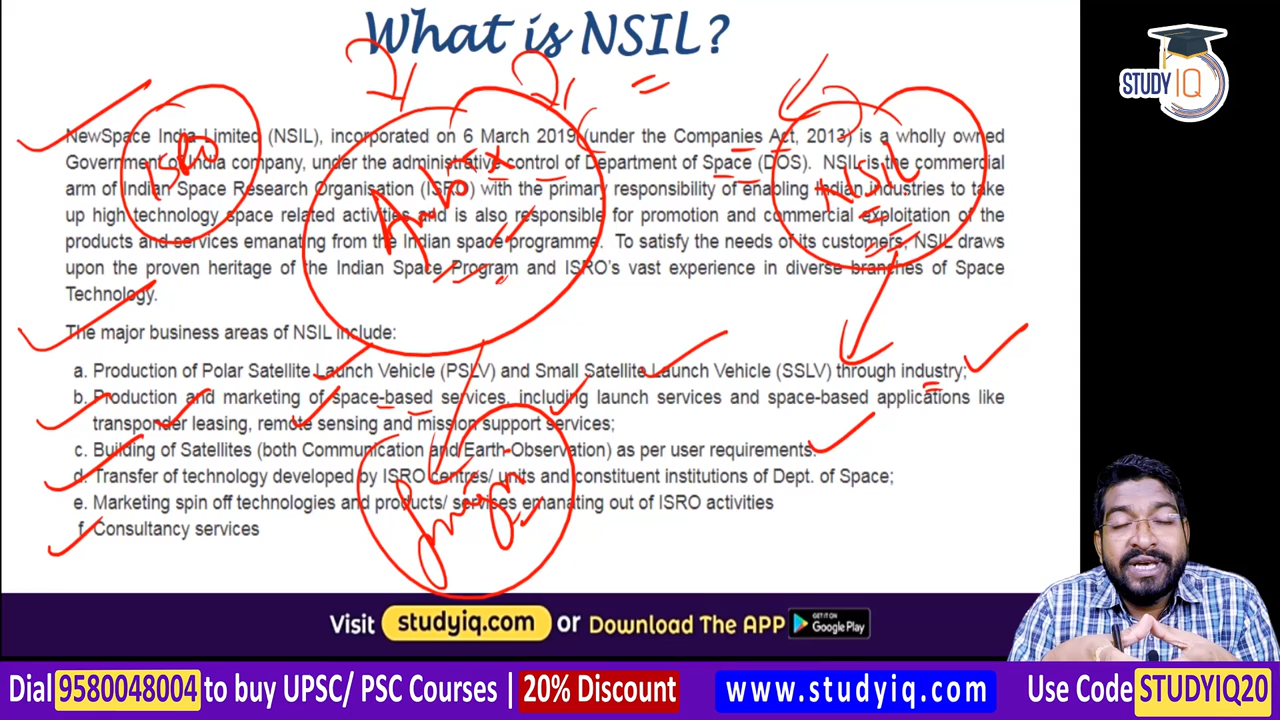 What is NSIL?
STUDY IQ
NewSpace India Limited (NSIL), incorporated on 6 March 2019 (under the Companies Act, 2013) is a wholly owned
Government of India company, under the administrative control of Department of Space (DOS). NSIL is the commercial
arm of Indian Space Research Organisation (ISRO) with the primary responsibility of enabling Indian industries to take
up high technology space related activities and is also responsible for promotion and commercial exploitation of the
products and services emanating from the Indian space programme. To satisfy the needs of its customers, NSIL draws
upon the proven heritage of the Indian Space Program and ISRO's vast experience in diverse branches of Space
Technology.
ISRO
Antrix
NSIL
The major business areas of NSIL include:
a. Production of Polar Satellite Launch Vehicle (PSLV) and Small Satellite Launch Vehicle (SSLV) through industry;
b. Production and marketing of space-based services, including launch services and space-based applications like
transponder leasing, remote sensing and mission support services;
c. Building of Satellites (both Communication and Earth Observation) as per user requirements.
d. Transfer of technology developed by ISRO centres/ units and constituent institutions of Dept. of Space;
e. Marketing spin off technologies and products/ services emanating out of ISRO activities
f. Consultancy services
Visit studyiq.com or Download The APP GET IT ON Google Play
Dial 9580048004 to buy UPSC/ PSC Courses | 20% Discount www.studyiq.com Use Code STUDYIQ20